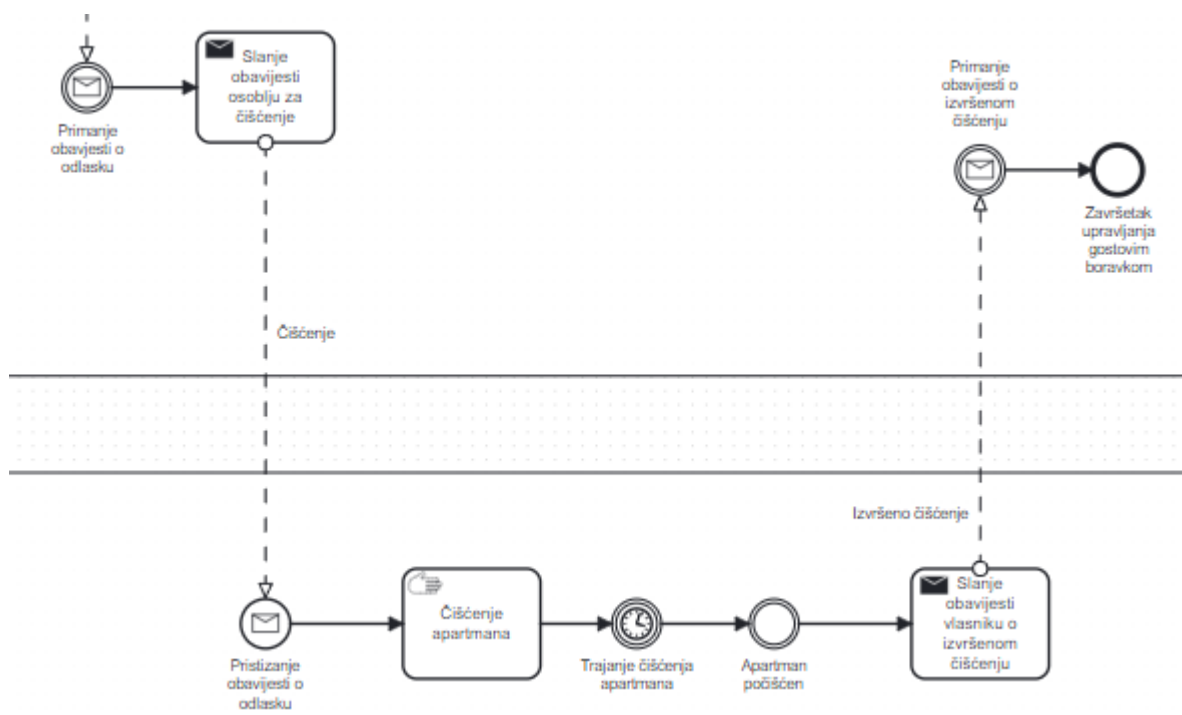 Slanje
obavijesti
osoblju za
čišćenje
Primanje
obavjesti o
odlasku
Primanje
obavijesti o
izvršenom
čišćenju
Završetak
upravljanja
gostovim
boravkom
Čišćenje
Izvršeno čišćenje
Pristizanje
obavijesti o
odlasku
Čišćenje
apartmana
Trajanje čišćenja
apartmana
Apartman
počišćen
Slanje
obavijesti
vlasniku o
izvršenom
čišćenju